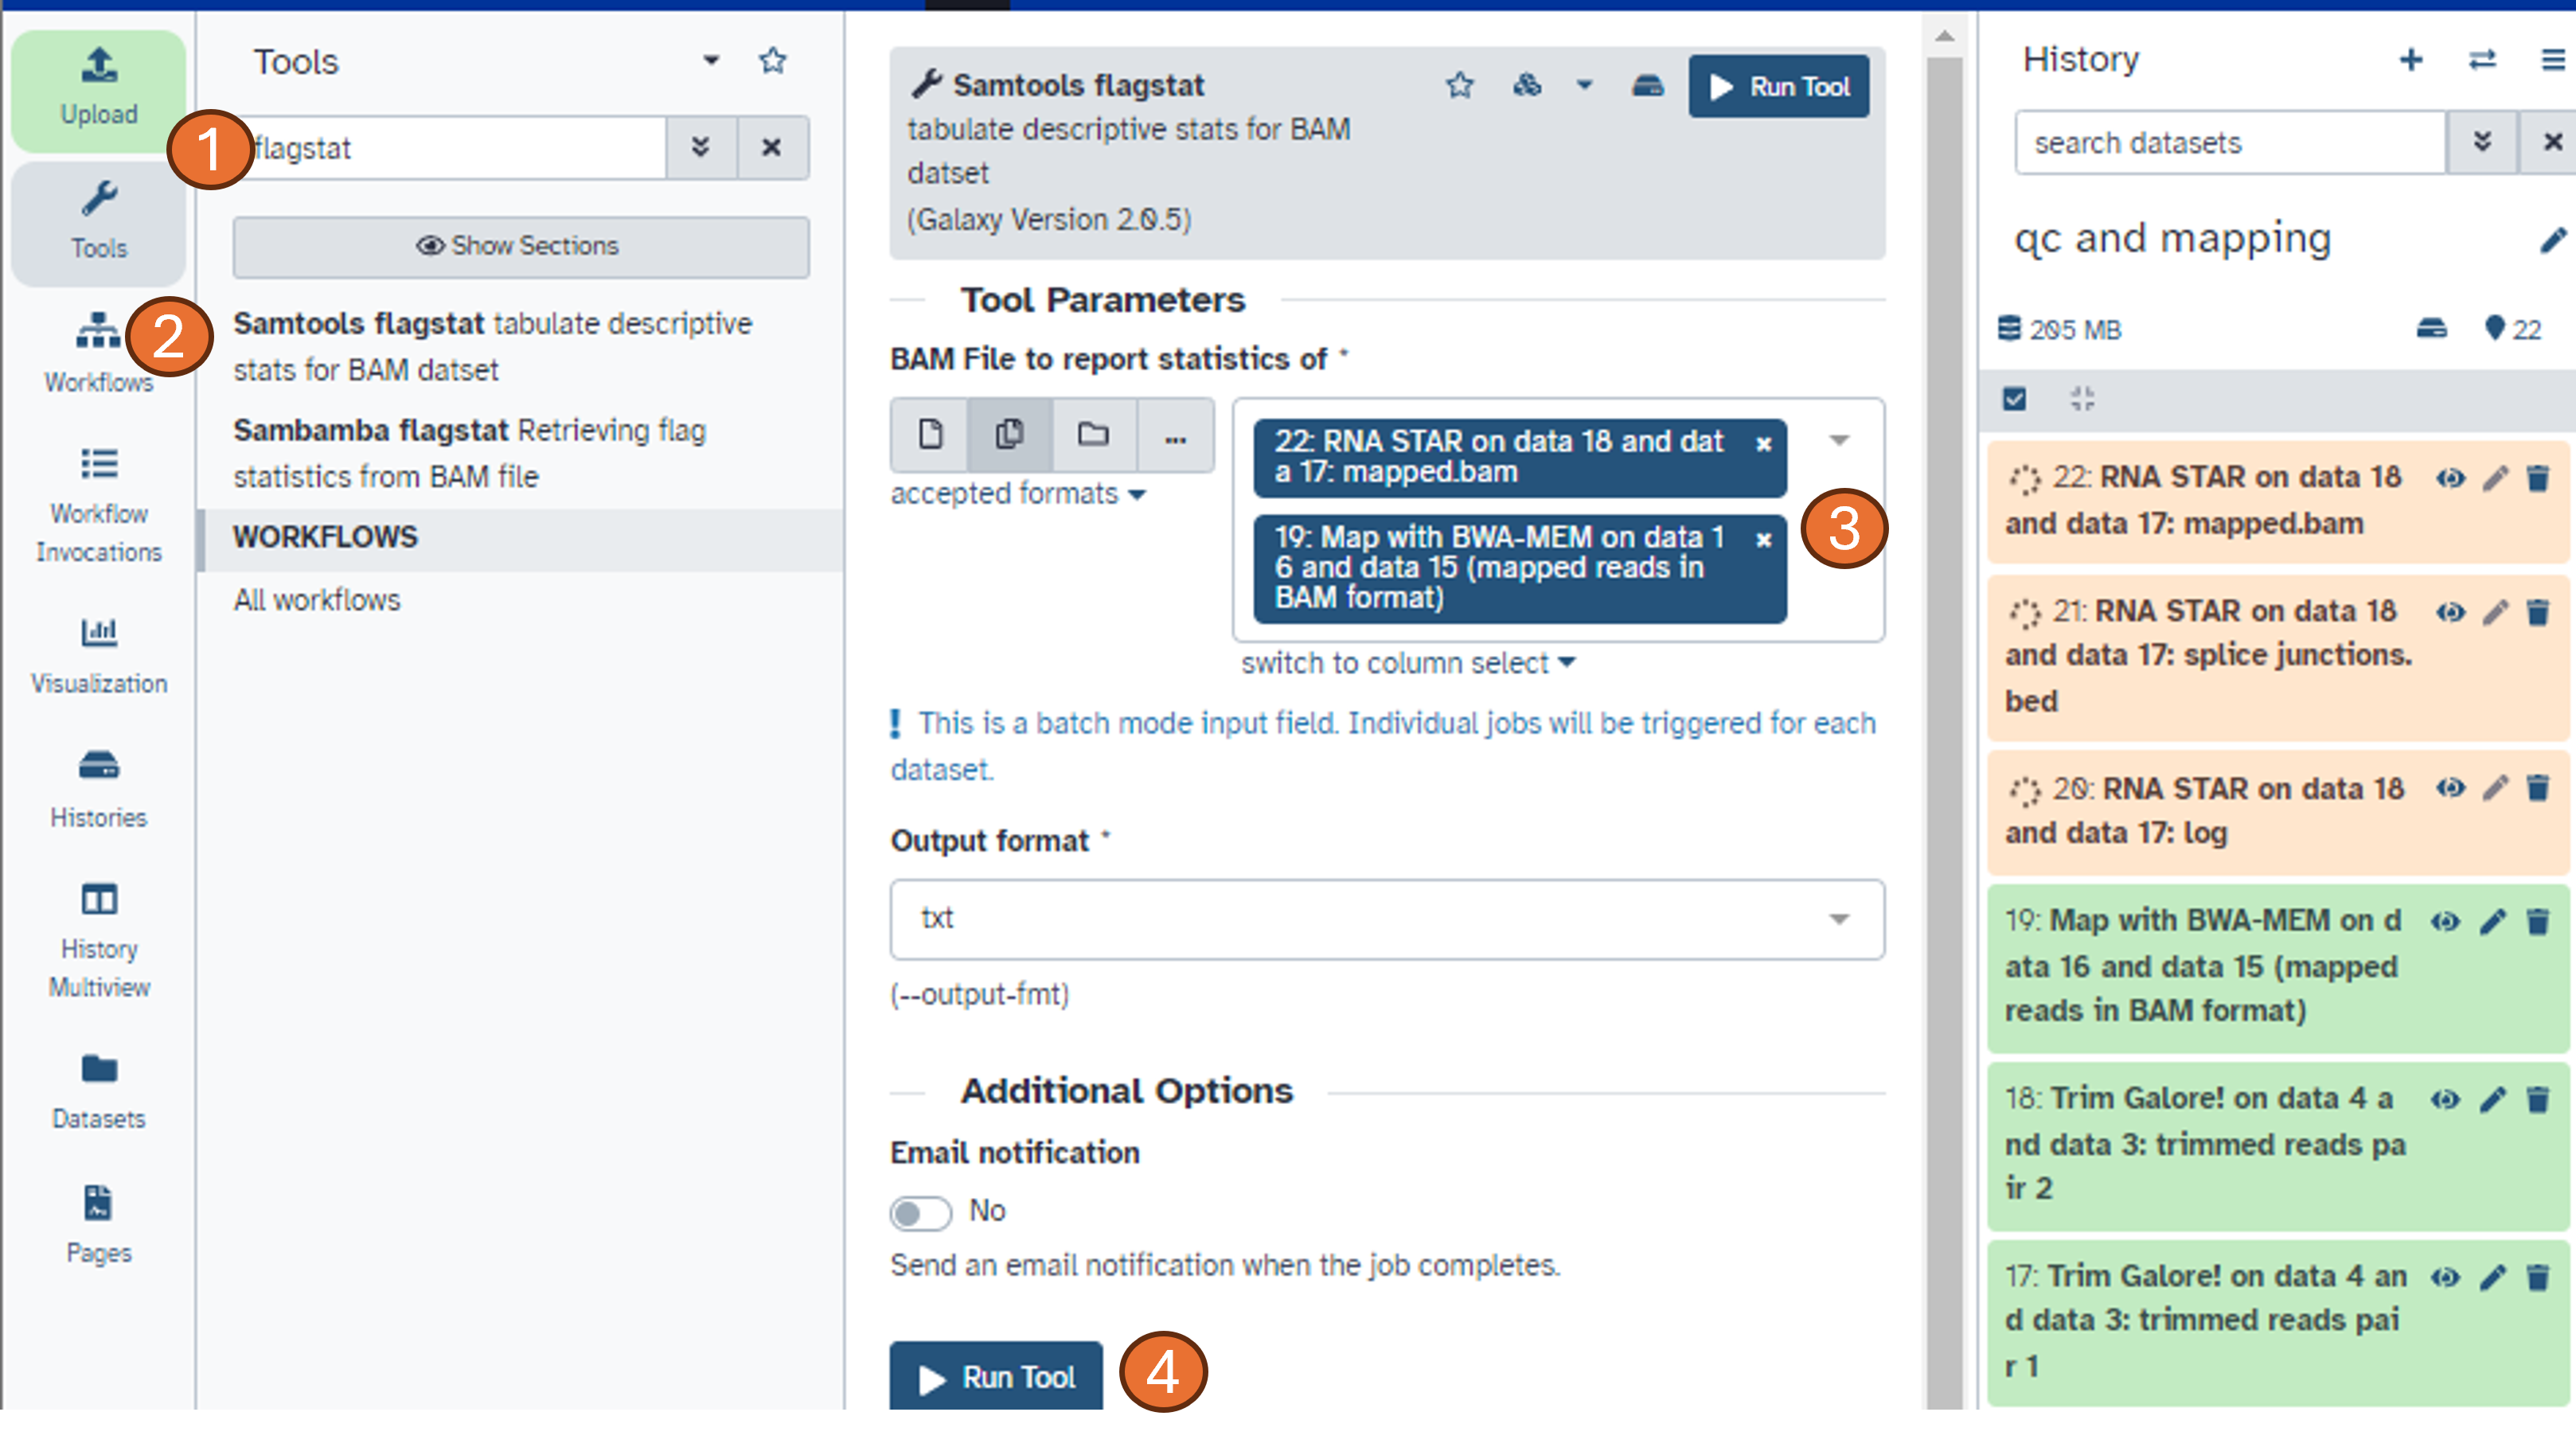 Upload
Tools
Workflows
Workflow
Invocations
Visualization
Histories
History
Multiview
Datasets
Pages
Tools
1
flagstat
Show Sections
2
Samtools flagstat tabulate descriptive
stats for BAM datset
Sambamba flagstat Retrieving flag
statistics from BAM file
WORKFLOWS
All workflows
Samtools flagstat
Run Tool
tabulate descriptive stats for BAM
datset
(Galaxy Version 2.0.5)
Tool Parameters
BAM File to report statistics of *
...
accepted formats
22: RNA STAR on data 18 and dat
a 17: mapped.bam
19: Map with BWA-MEM on data 1
6 and data 15 (mapped reads in
BAM format)
3
switch to column select
! This is a batch mode input field. Individual jobs will be triggered for each
dataset.
Output format *
txt
(--output-fmt)
Additional Options
Email notification
No
Send an email notification when the job completes.
Run Tool
4
History
search datasets
qc and mapping
205 MB
22
22: RNA STAR on data 18
and data 17: mapped.bam
21: RNA STAR on data 18
and data 17: splice junctions.
bed
20: RNA STAR on data 18
and data 17: log
19: Map with BWA-MEM on d
ata 16 and data 15 (mapped
reads in BAM format)
18: Trim Galore! on data 4 a
nd data 3: trimmed reads pa
ir 2
17: Trim Galore! on data 4 an
d data 3: trimmed reads pai
r 1